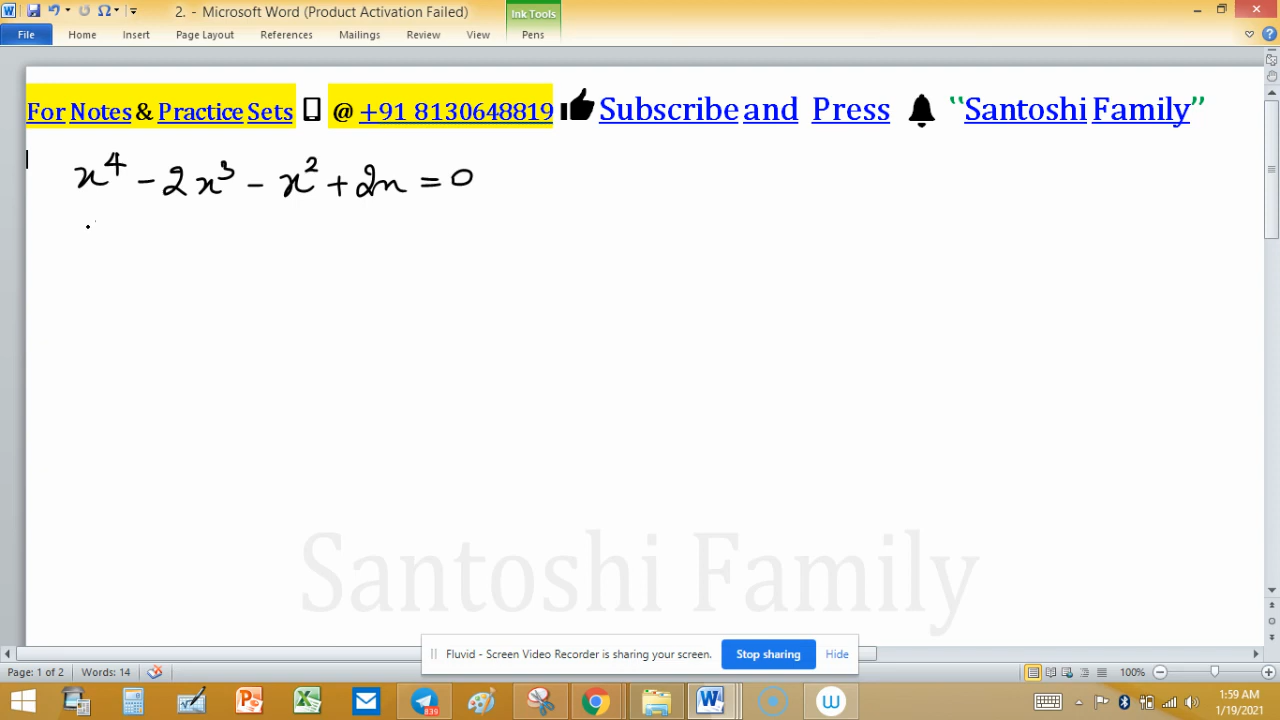 2. - Microsoft Word (Product Activation Failed)
Ink Tools
File Home Insert Page Layout References Mailings Review View Pens
For Notes & Practice Sets @ +91 8130648819 Subscribe and Press “Santoshi Family”
x⁴ - 2x³ - x² + 2x = 0
Santoshi Family
Fluvid - Screen Video Recorder is sharing your screen. Stop sharing Hide
Page: 1 of 2 Words: 14 100%
1:59 AM
1/19/2021